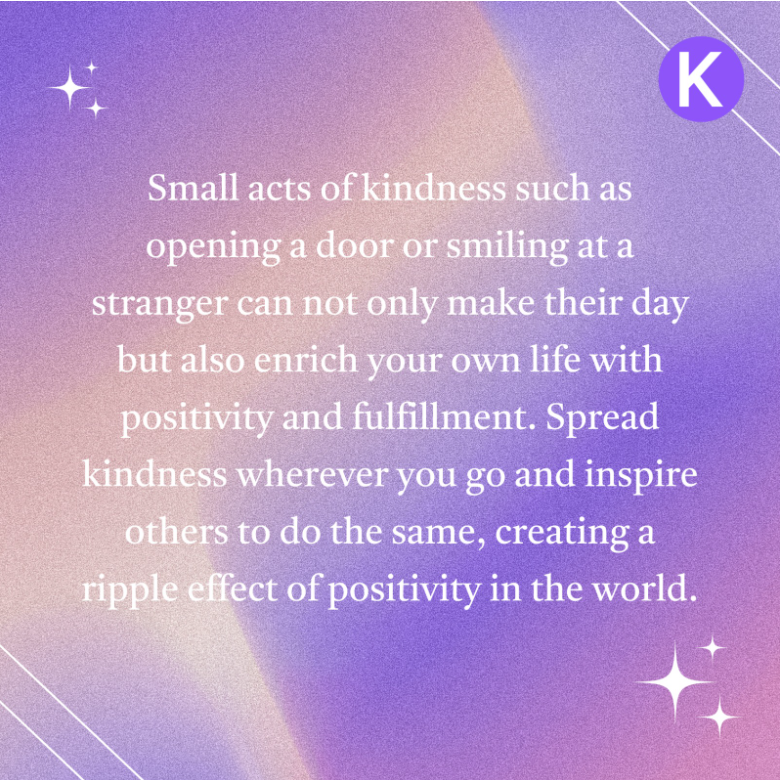 K
Small acts of kindness such as
opening a door or smiling at a
stranger can not only make their day
but also enrich your own life with
positivity and fulfillment. Spread
kindness wherever you go and inspire
others to do the same, creating a
ripple effect of positivity in the world.